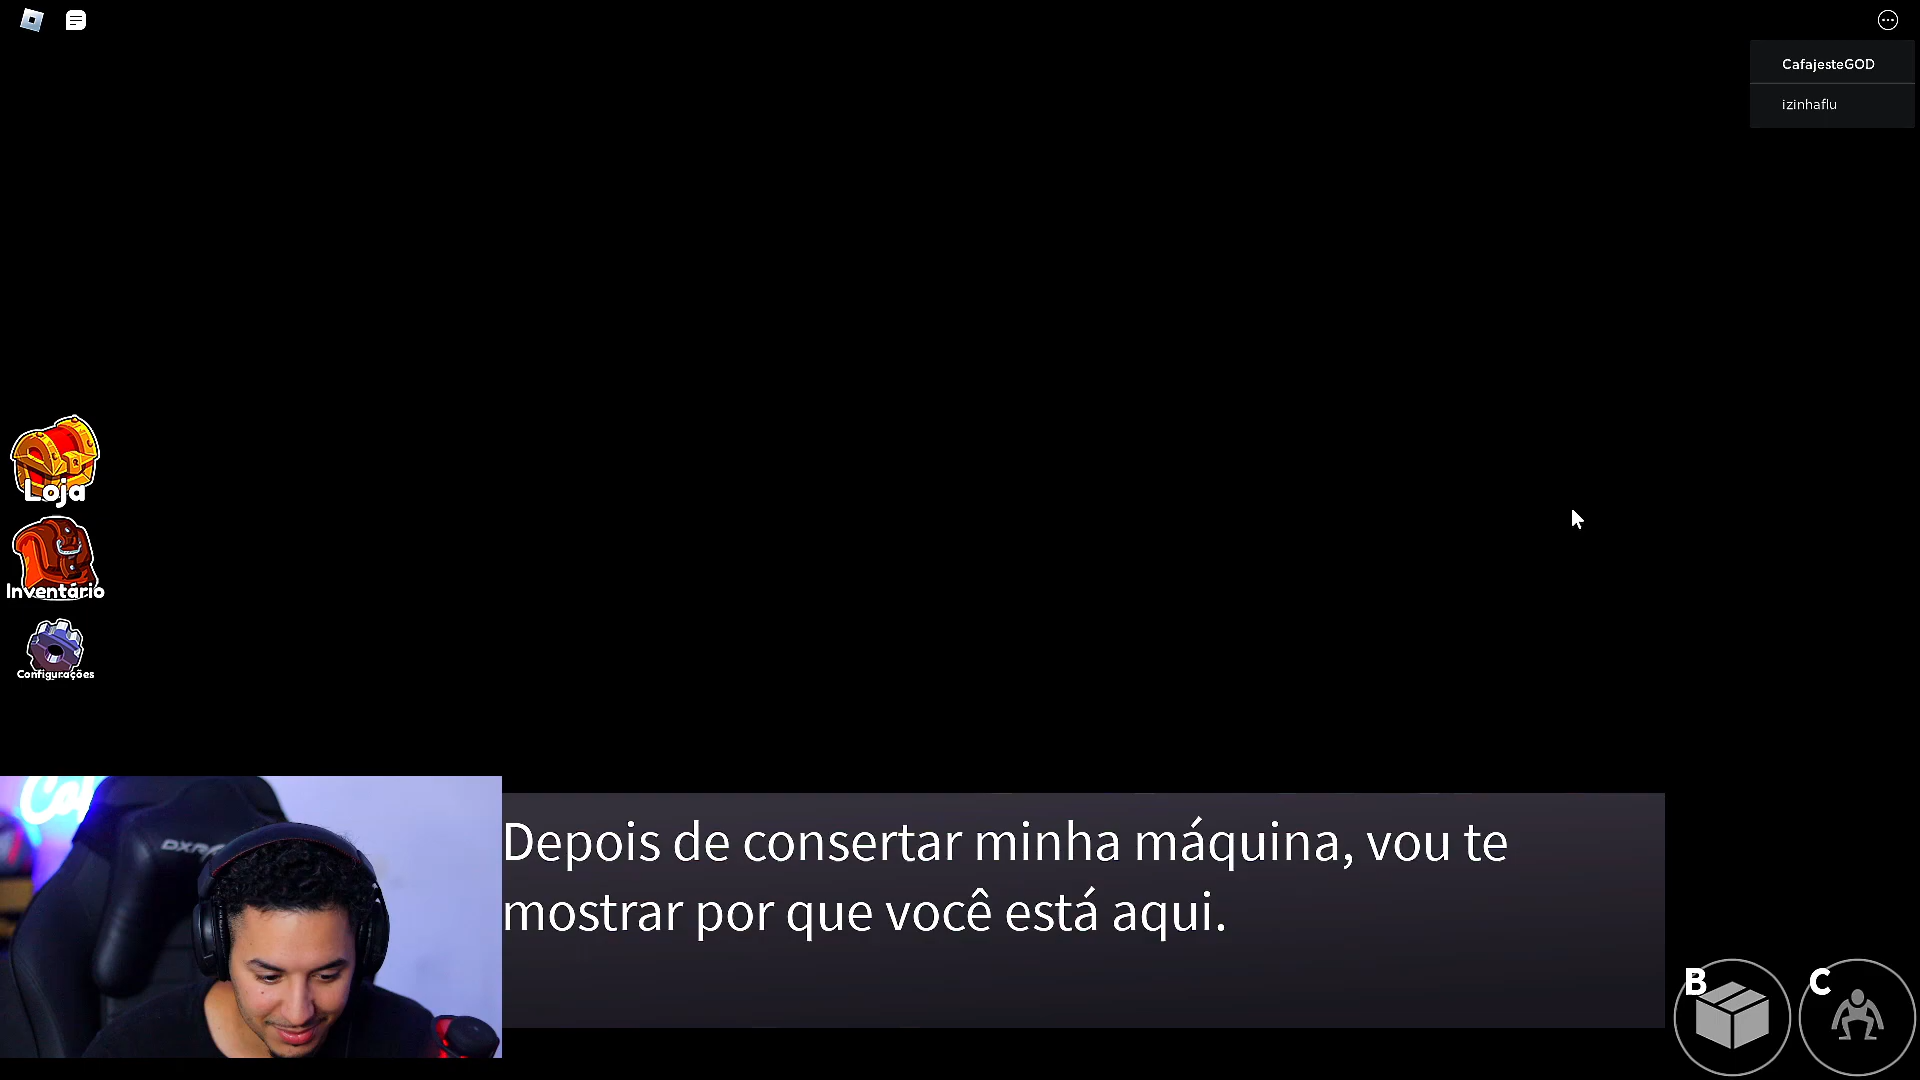 CafajesteGOD
izinhaflu
Loja
Inventário
Configurações
Depois de consertar minha máquina, vou te
mostrar por que você está aqui.
B
C